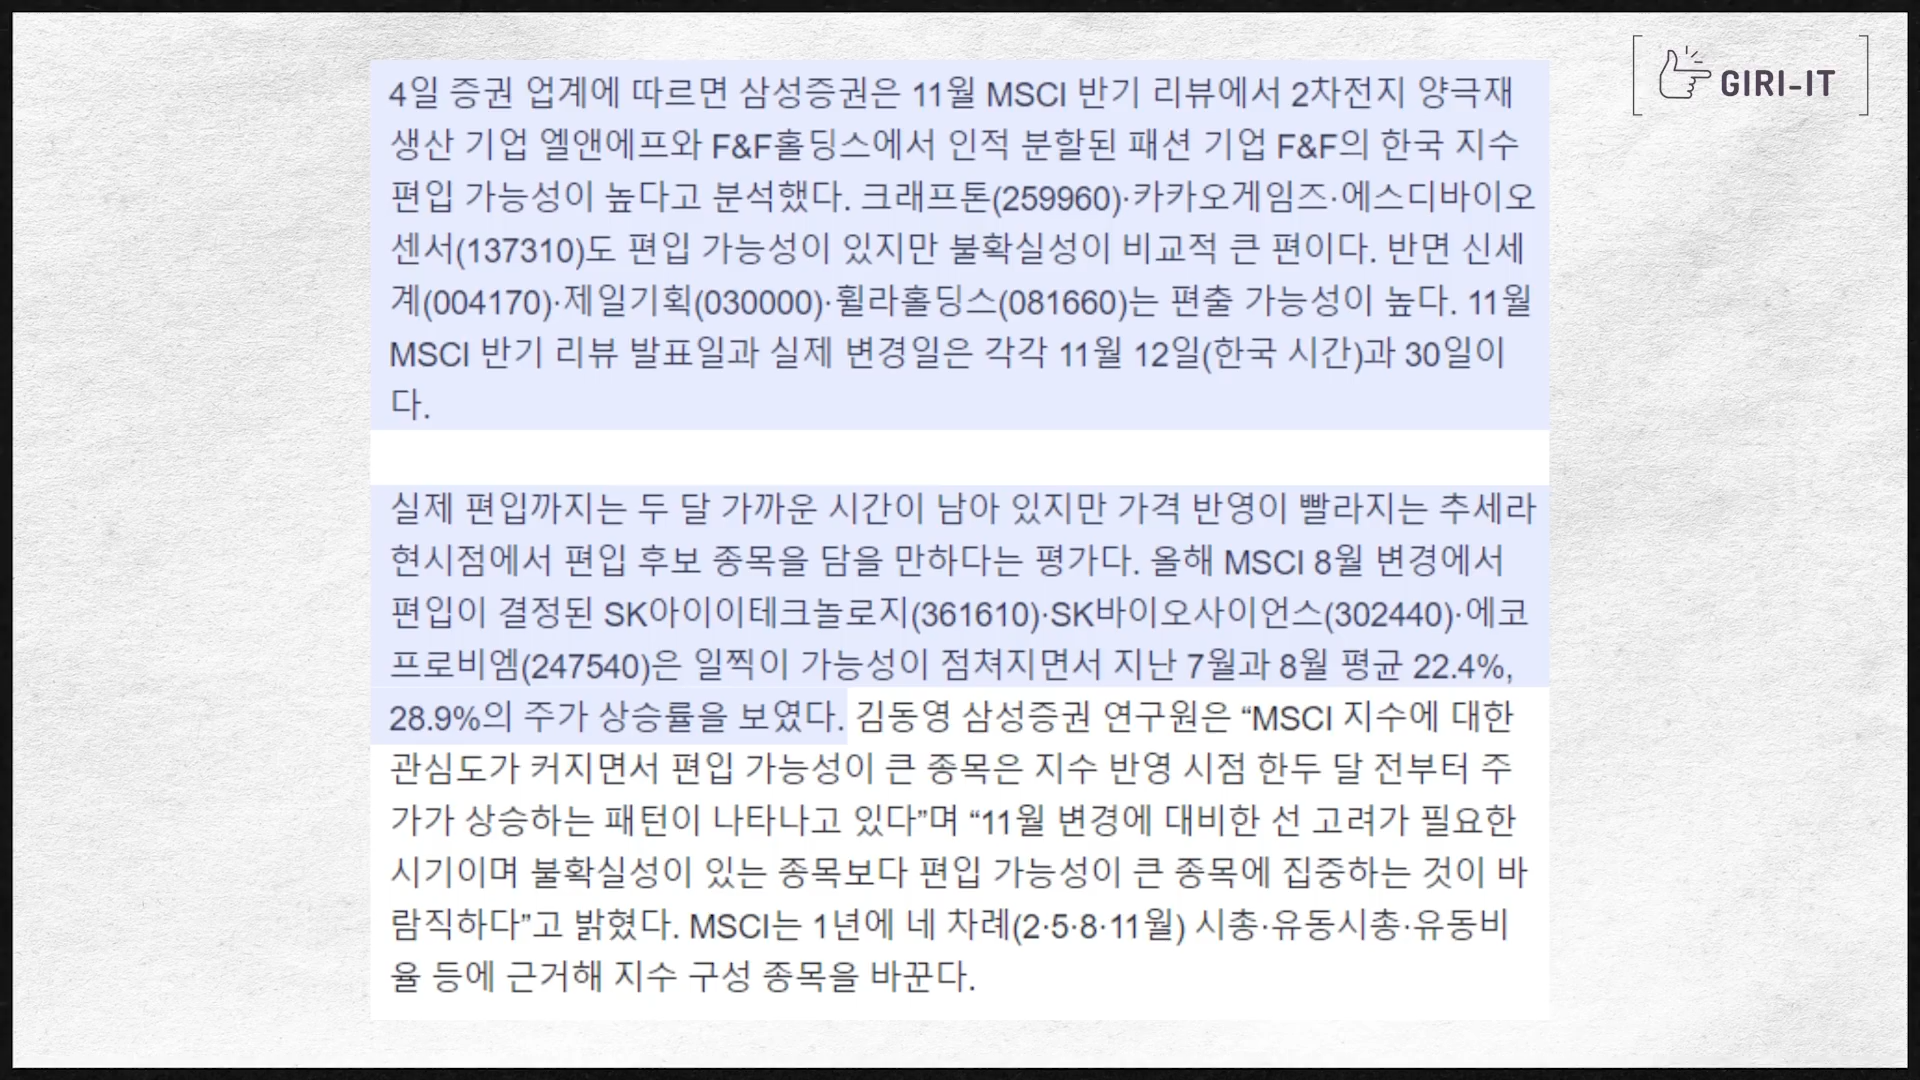 GIRI-IT
4일 증권 업계에 따르면 삼성증권은 11월 MSCI 반기 리뷰에서 2차전지 양극재
생산 기업 엘앤에프와 F&F홀딩스에서 인적 분할된 패션 기업 F&F의 한국 지수
편입 가능성이 높다고 분석했다. 크래프톤(259960)·카카오게임즈·에스디바이오
센서(137310)도 편입 가능성이 있지만 불확실성이 비교적 큰 편이다. 반면 신세
계(004170)·제일기획(030000)·휠라홀딩스(081660)는 편출 가능성이 높다. 11월
MSCI 반기 리뷰 발표일과 실제 변경일은 각각 11월 12일(한국 시간)과 30일이
다.
실제 편입까지는 두 달 가까운 시간이 남아 있지만 가격 반영이 빨라지는 추세라
현시점에서 편입 후보 종목을 담을 만하다는 평가다. 올해 MSCI 8월 변경에서
편입이 결정된 SK아이이테크놀로지(361610)·SK바이오사이언스(302440)·에코
프로비엠(247540)은 일찍이 가능성이 점쳐지면서 지난 7월과 8월 평균 22.4%,
28.9%의 주가 상승률을 보였다. 김동영 삼성증권 연구원은 “MSCI 지수에 대한
관심도가 커지면서 편입 가능성이 큰 종목은 지수 반영 시점 한두 달 전부터 주
가가 상승하는 패턴이 나타나고 있다”며 “11월 변경에 대비한 선 고려가 필요한
시기이며 불확실성이 있는 종목보다 편입 가능성이 큰 종목에 집중하는 것이 바
람직하다”고 밝혔다. MSCI는 1년에 네 차례(2·5·8·11월) 시총·유동시총·유동비
율 등에 근거해 지수 구성 종목을 바꾼다.